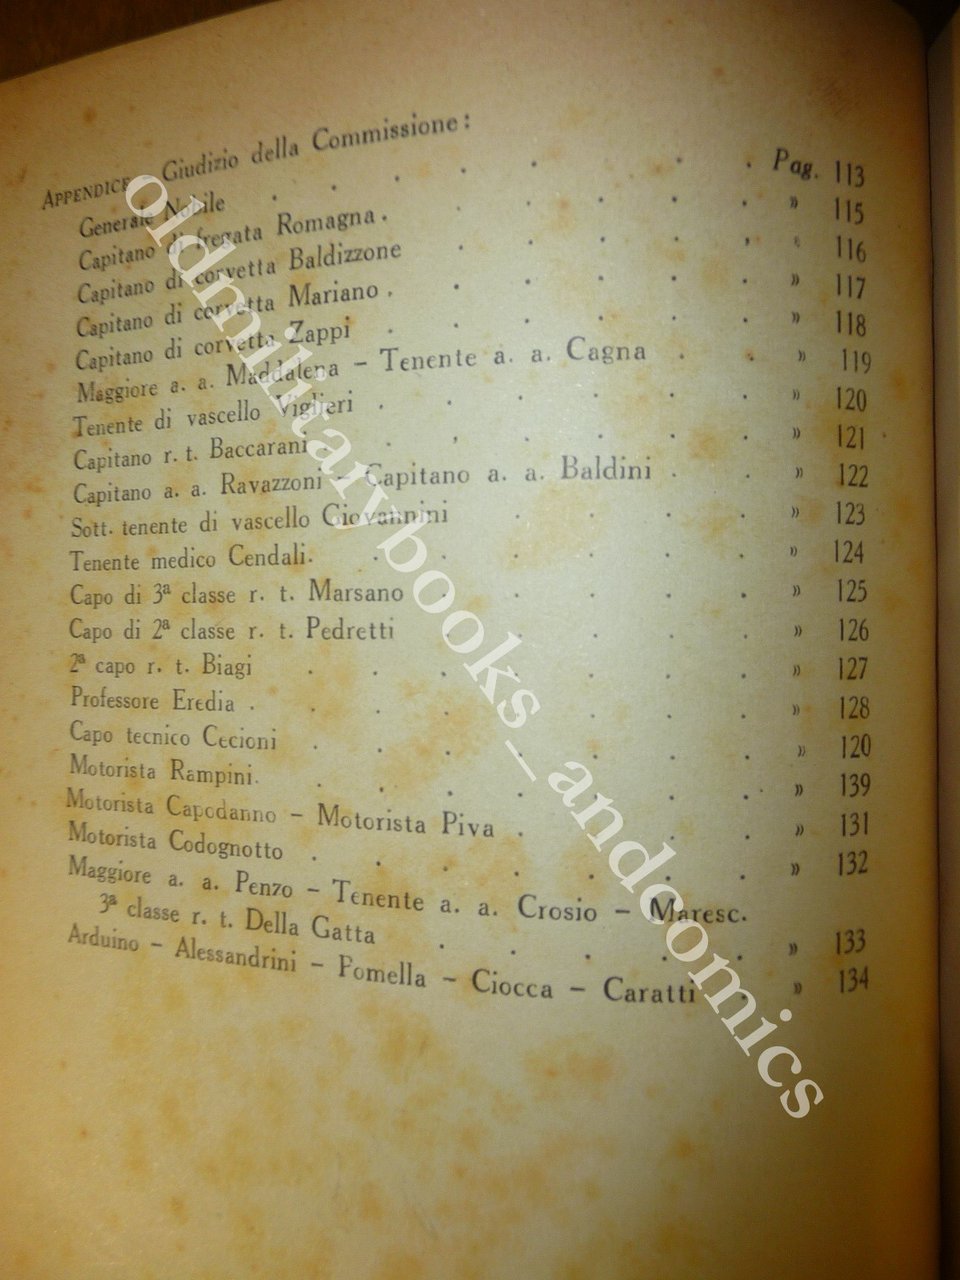 APPENDICE - Giudizio della Commissione:
Generale Nobile . . . . . . . Pag. 113
Capitano di fregata Romagna . . . . . . » 115
Capitano di corvetta Baldizzone . . . . . » 116
Capitano di corvetta Mariano . . . . . » 117
Capitano di corvetta Zappi . . . . . » 118
Maggiore a. a. Maddalena - Tenente a. a. Cagna . . » 119
Tenente di vascello Viglieri . . . . . . » 120
Capitano r. t. Baccarani . . . . . . » 121
Capitano a. a. Ravazzoni - Capitano a. a. Baldini . . » 122
Sott. tenente di vascello Giovannini . . . . » 123
Tenente medico Cendali . . . . . . » 124
Capo di 3ª classe r. t. Marsano . . . . . » 125
Capo di 2ª classe r. t. Pedretti . . . . . » 126
2ª capo r. t. Biagi . . . . . . . » 127
Professore Eredia . . . . . . . » 128
Capo tecnico Cecioni . . . . . . . » 120
Motorista Rampini . . . . . . . » 139
Motorista Capodanno - Motorista Piva . . . . » 131
Motorista Codognotto . . . . . . . » 132
Maggiore a. a. Penzo - Tenente a. a. Crosio - Maresc.
3ª classe r. t. Della Gatta . . . . . » 133
Arduino - Alessandrini - Pomella - Ciocca - Caratti . » 134
oldmilitarybooks_andcomics